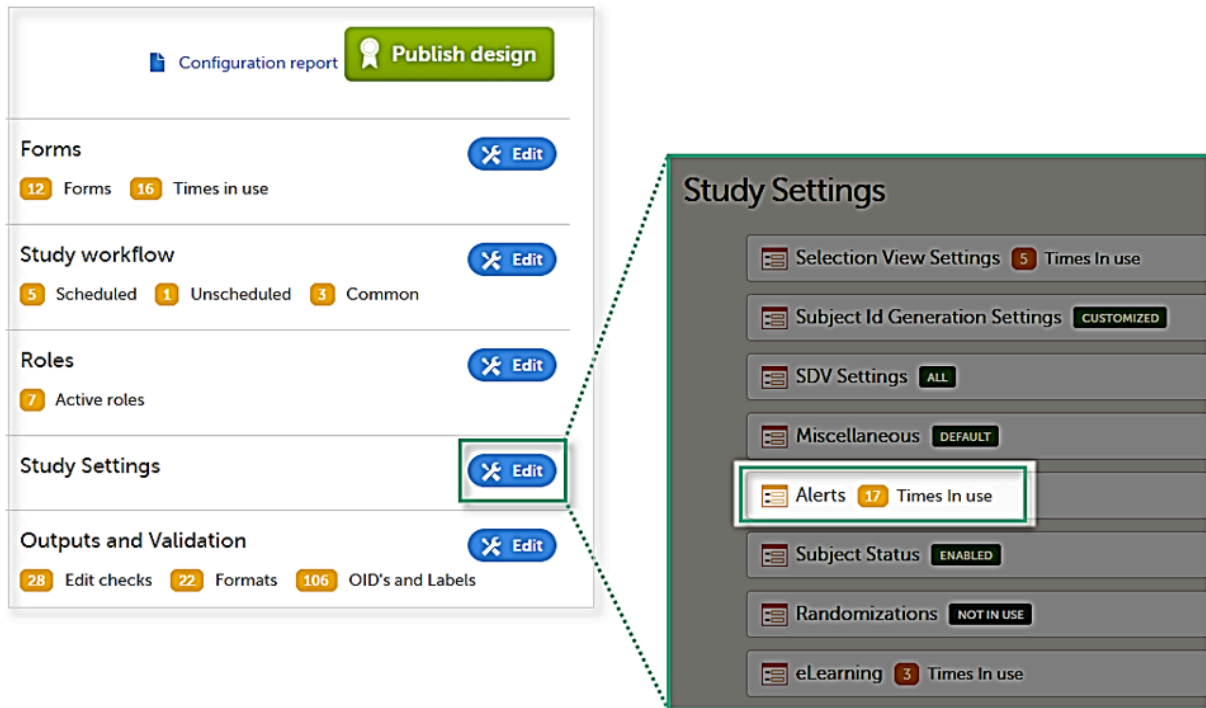 Configuration report
Publish design
Forms
Edit
12 Forms 16 Times in use
Study workflow
Edit
5 Scheduled 1 Unscheduled 3 Common
Roles
Edit
7 Active roles
Study Settings
Edit
Outputs and Validation
Edit
28 Edit checks 22 Formats 106 OID's and Labels
Study Settings
Selection View Settings 5 Times In use
Subject Id Generation Settings CUSTOMIZED
SDV Settings ALL
Miscellaneous DEFAULT
Alerts 17 Times In use
Subject Status ENABLED
Randomizations NOT IN USE
eLearning 3 Times In use